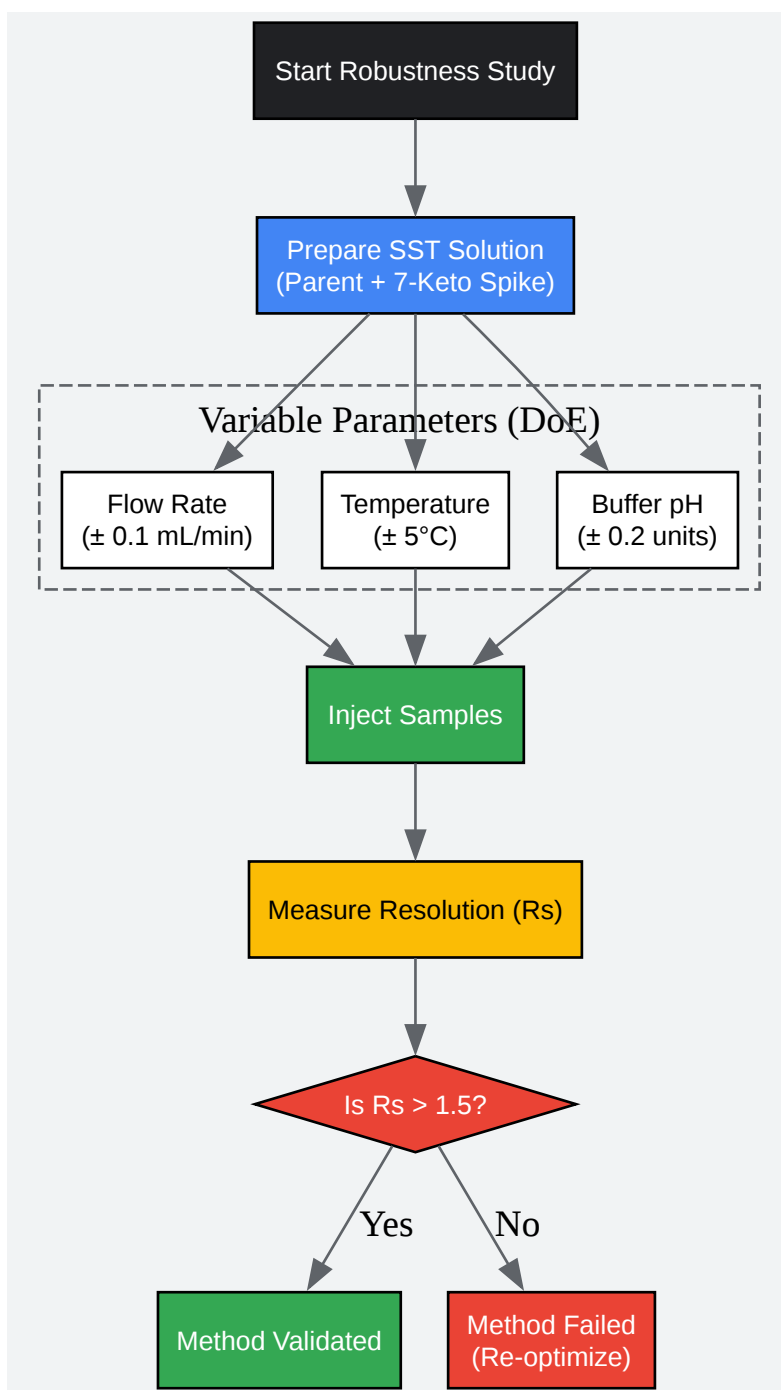 Start Robustness Study
Prepare SST Solution
(Parent + 7-Keto Spike)
Variable Parameters (DoE)
Flow Rate
(± 0.1 mL/min)
Temperature
(± 5°C)
Buffer pH
(± 0.2 units)
Inject Samples
Measure Resolution (Rs)
Is Rs > 1.5?
Yes
No
Method Validated
Method Failed
(Re-optimize)